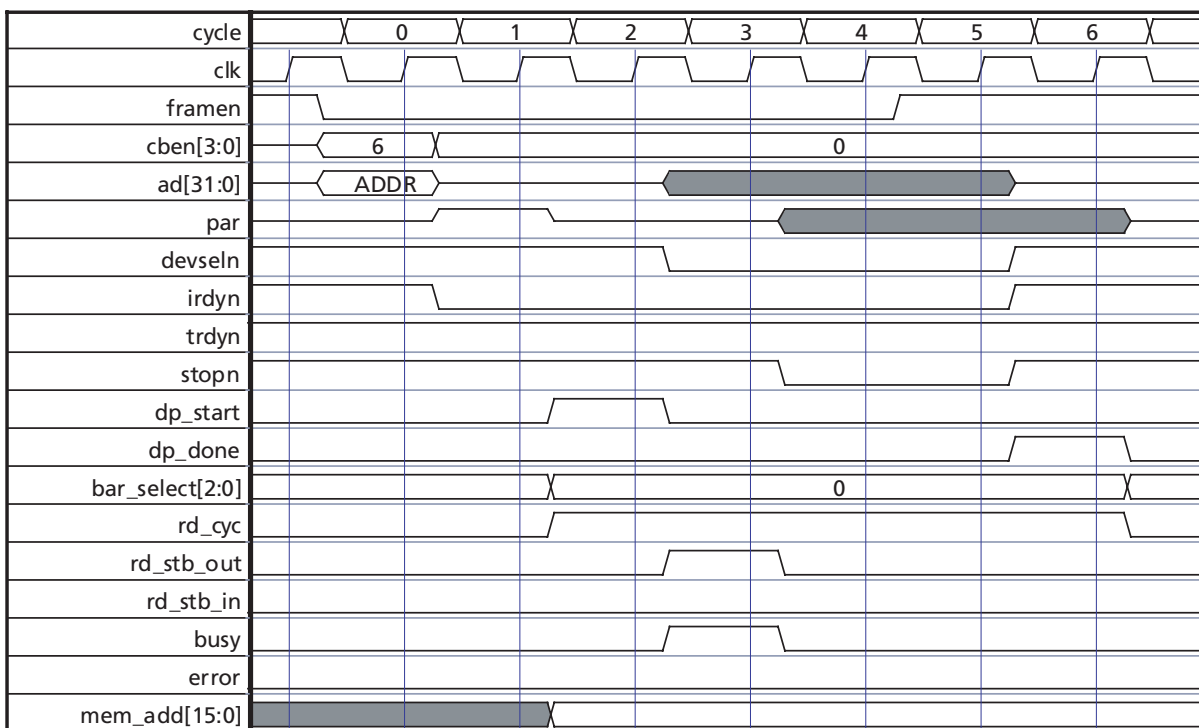 cycle 0 1 2 3 4 5 6
clk
framen
cben[3:0] 6 0
ad[31:0] ADDR
par
devseln
irdyn
trdyn
stopn
dp_start
dp_done
bar_select[2:0] 0
rd_cyc
rd_stb_out
rd_stb_in
busy
error
mem_add[15:0]